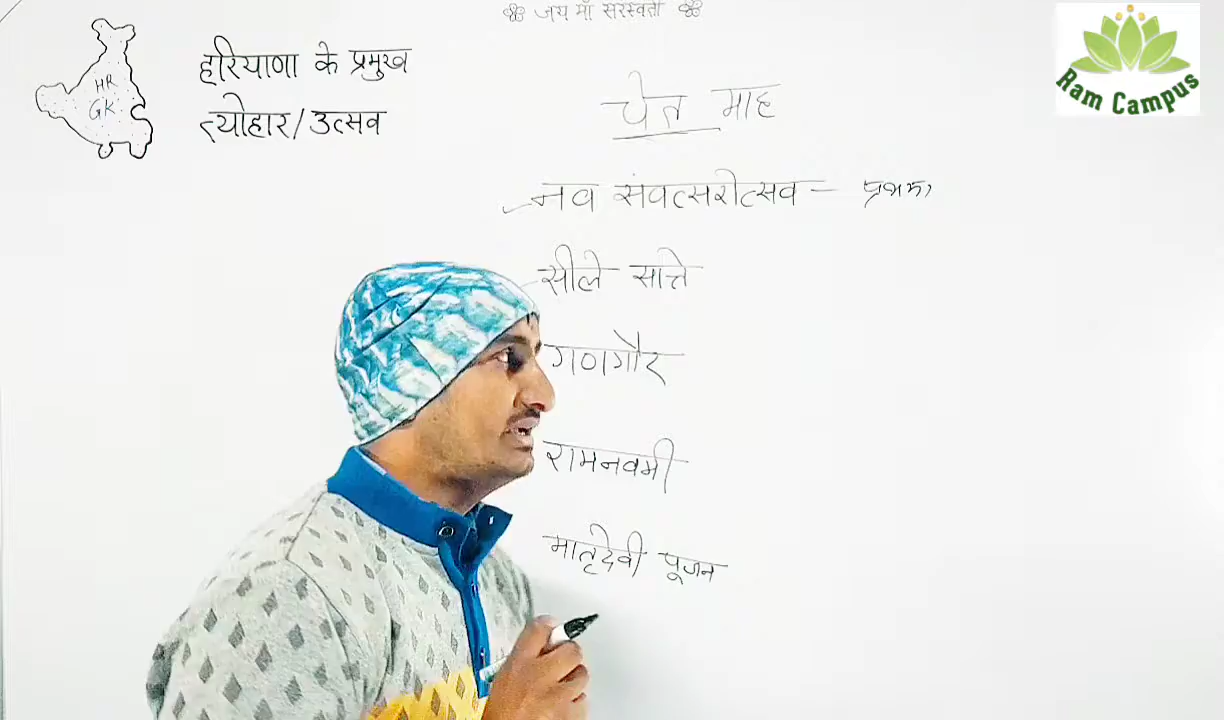 जय माँ सरस्वती
HR
GK
हरियाणा के प्रमुख
त्योहार/उत्सव
चैत माह
नव संवत्सरोत्सव - प्रथमा
सीले सात्ते
गणगौर
रामनवमी
मातृदेवी पूजन
Ram Campus